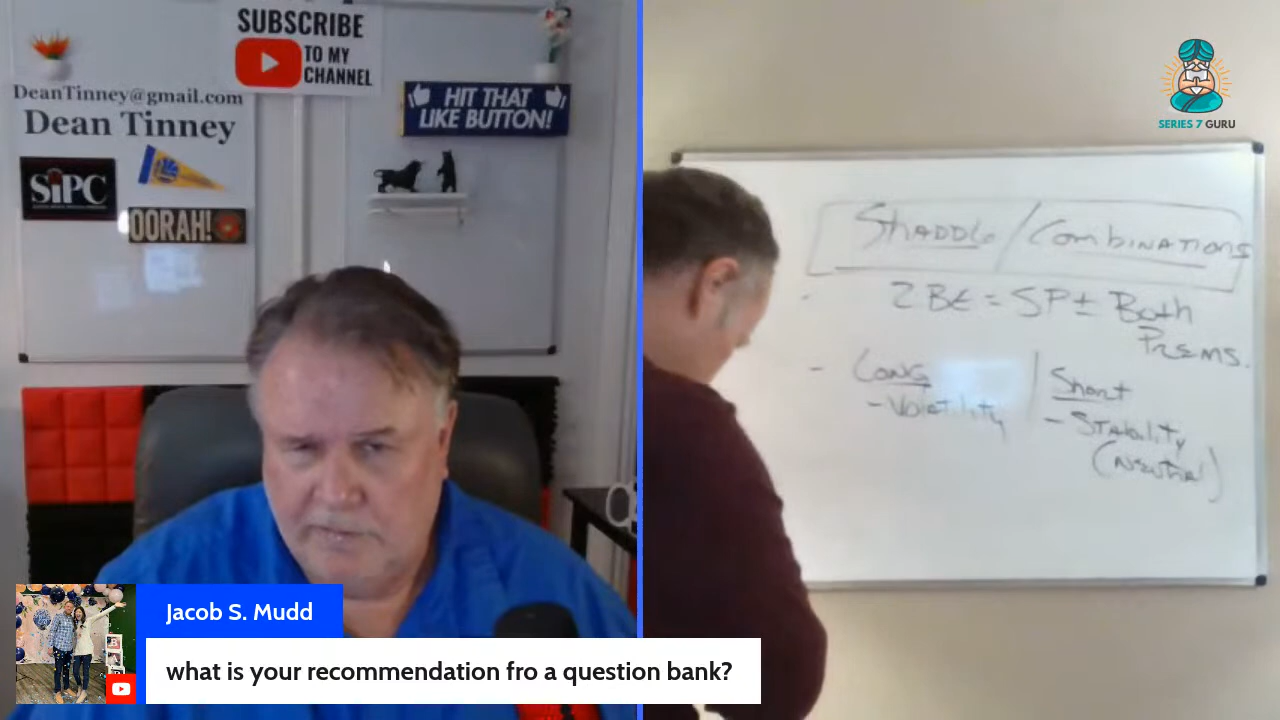 SUBSCRIBE
TO MY
CHANNEL
DeanTinney@gmail.com
Dean Tinney
HIT THAT
LIKE BUTTON!
SiPC
OORAH!
SERIES 7 GURU
Straddle / Combinations
2 BE = SP ± Both
Prems.
- Long
- Volatility
Short
- Stability
(Neutral)
Jacob S. Mudd
what is your recommendation fro a question bank?